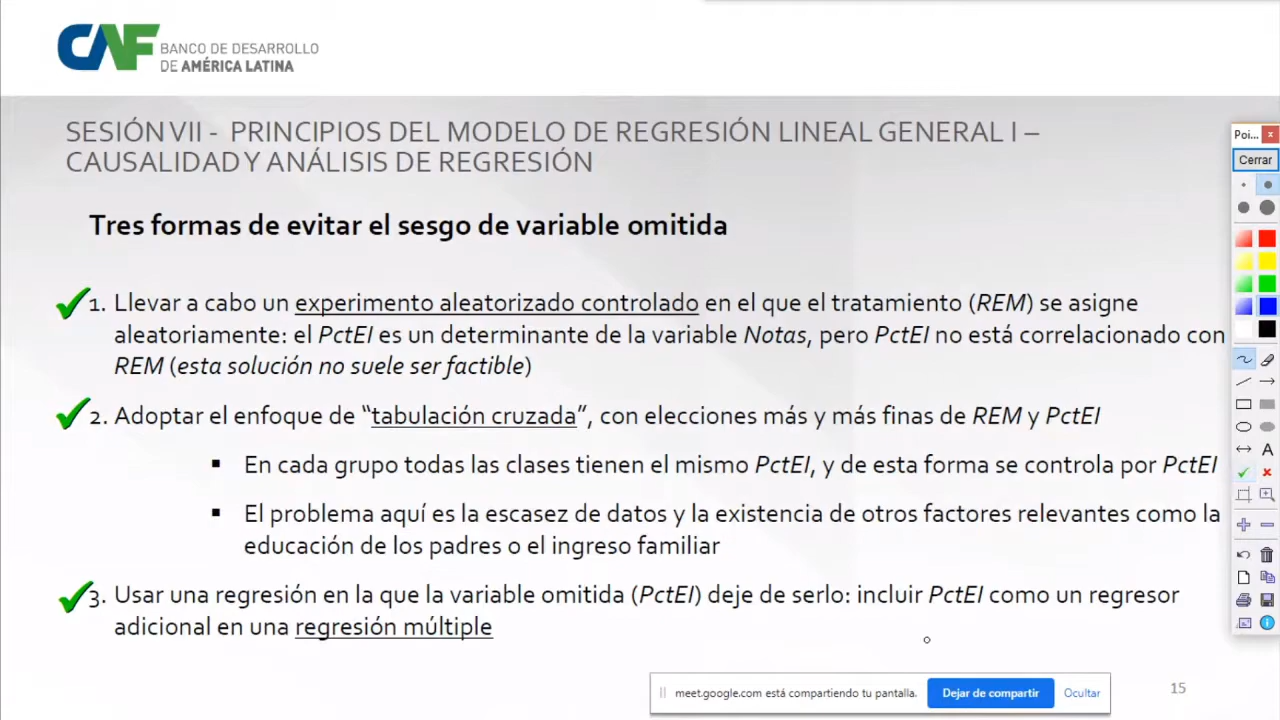 CAF BANCO DE DESARROLLO
DE AMÉRICA LATINA
SESIÓN VII - PRINCIPIOS DEL MODELO DE REGRESIÓN LINEAL GENERAL I –
CAUSALIDAD Y ANÁLISIS DE REGRESIÓN
Tres formas de evitar el sesgo de variable omitida
1. Llevar a cabo un experimento aleatorizado controlado en el que el tratamiento (REM) se asigne
aleatoriamente: el PctEI es un determinante de la variable Notas, pero PctEI no está correlacionado con
REM (esta solución no suele ser factible)
2. Adoptar el enfoque de “tabulación cruzada”, con elecciones más y más finas de REM y PctEI
▪ En cada grupo todas las clases tienen el mismo PctEI, y de esta forma se controla por PctEI
▪ El problema aquí es la escasez de datos y la existencia de otros factores relevantes como la
educación de los padres o el ingreso familiar
3. Usar una regresión en la que la variable omitida (PctEI) deje de serlo: incluir PctEI como un regresor
adicional en una regresión múltiple
Poi...
Cerrar
A
meet.google.com está compartiendo tu pantalla.
Dejar de compartir
Ocultar
15